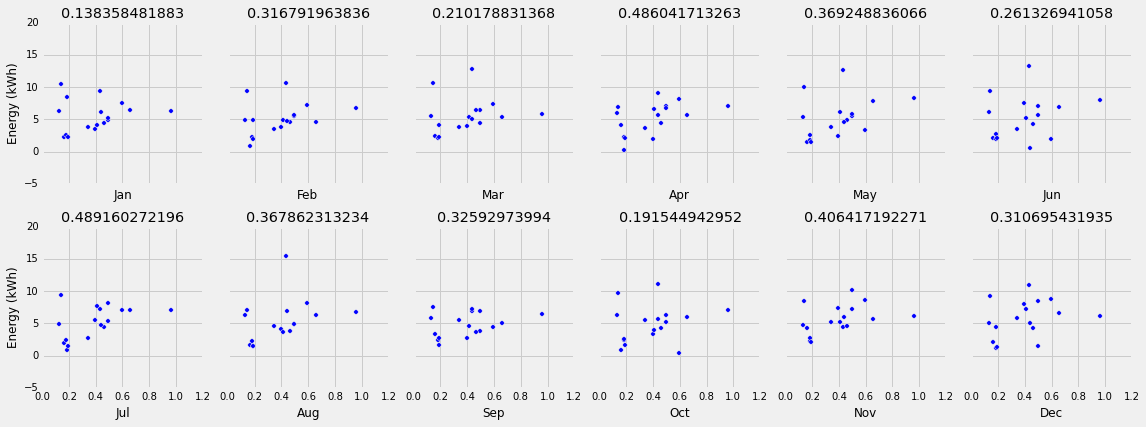 0.138358481883 0.316791963836 0.210178831368 0.486041713263 0.369248836066 0.261326941058
20
15
10
5
0
−5
Energy (kWh)
Jan Feb Mar Apr May Jun
0.489160272196 0.367862313234 0.32592973994 0.191544942952 0.406417192271 0.310695431935
20
15
10
5
0
−5
Energy (kWh)
0.0 0.2 0.4 0.6 0.8 1.0 1.2 0.0 0.2 0.4 0.6 0.8 1.0 1.2 0.0 0.2 0.4 0.6 0.8 1.0 1.2 0.0 0.2 0.4 0.6 0.8 1.0 1.2 0.0 0.2 0.4 0.6 0.8 1.0 1.2 0.0 0.2 0.4 0.6 0.8 1.0 1.2
Jul Aug Sep Oct Nov Dec